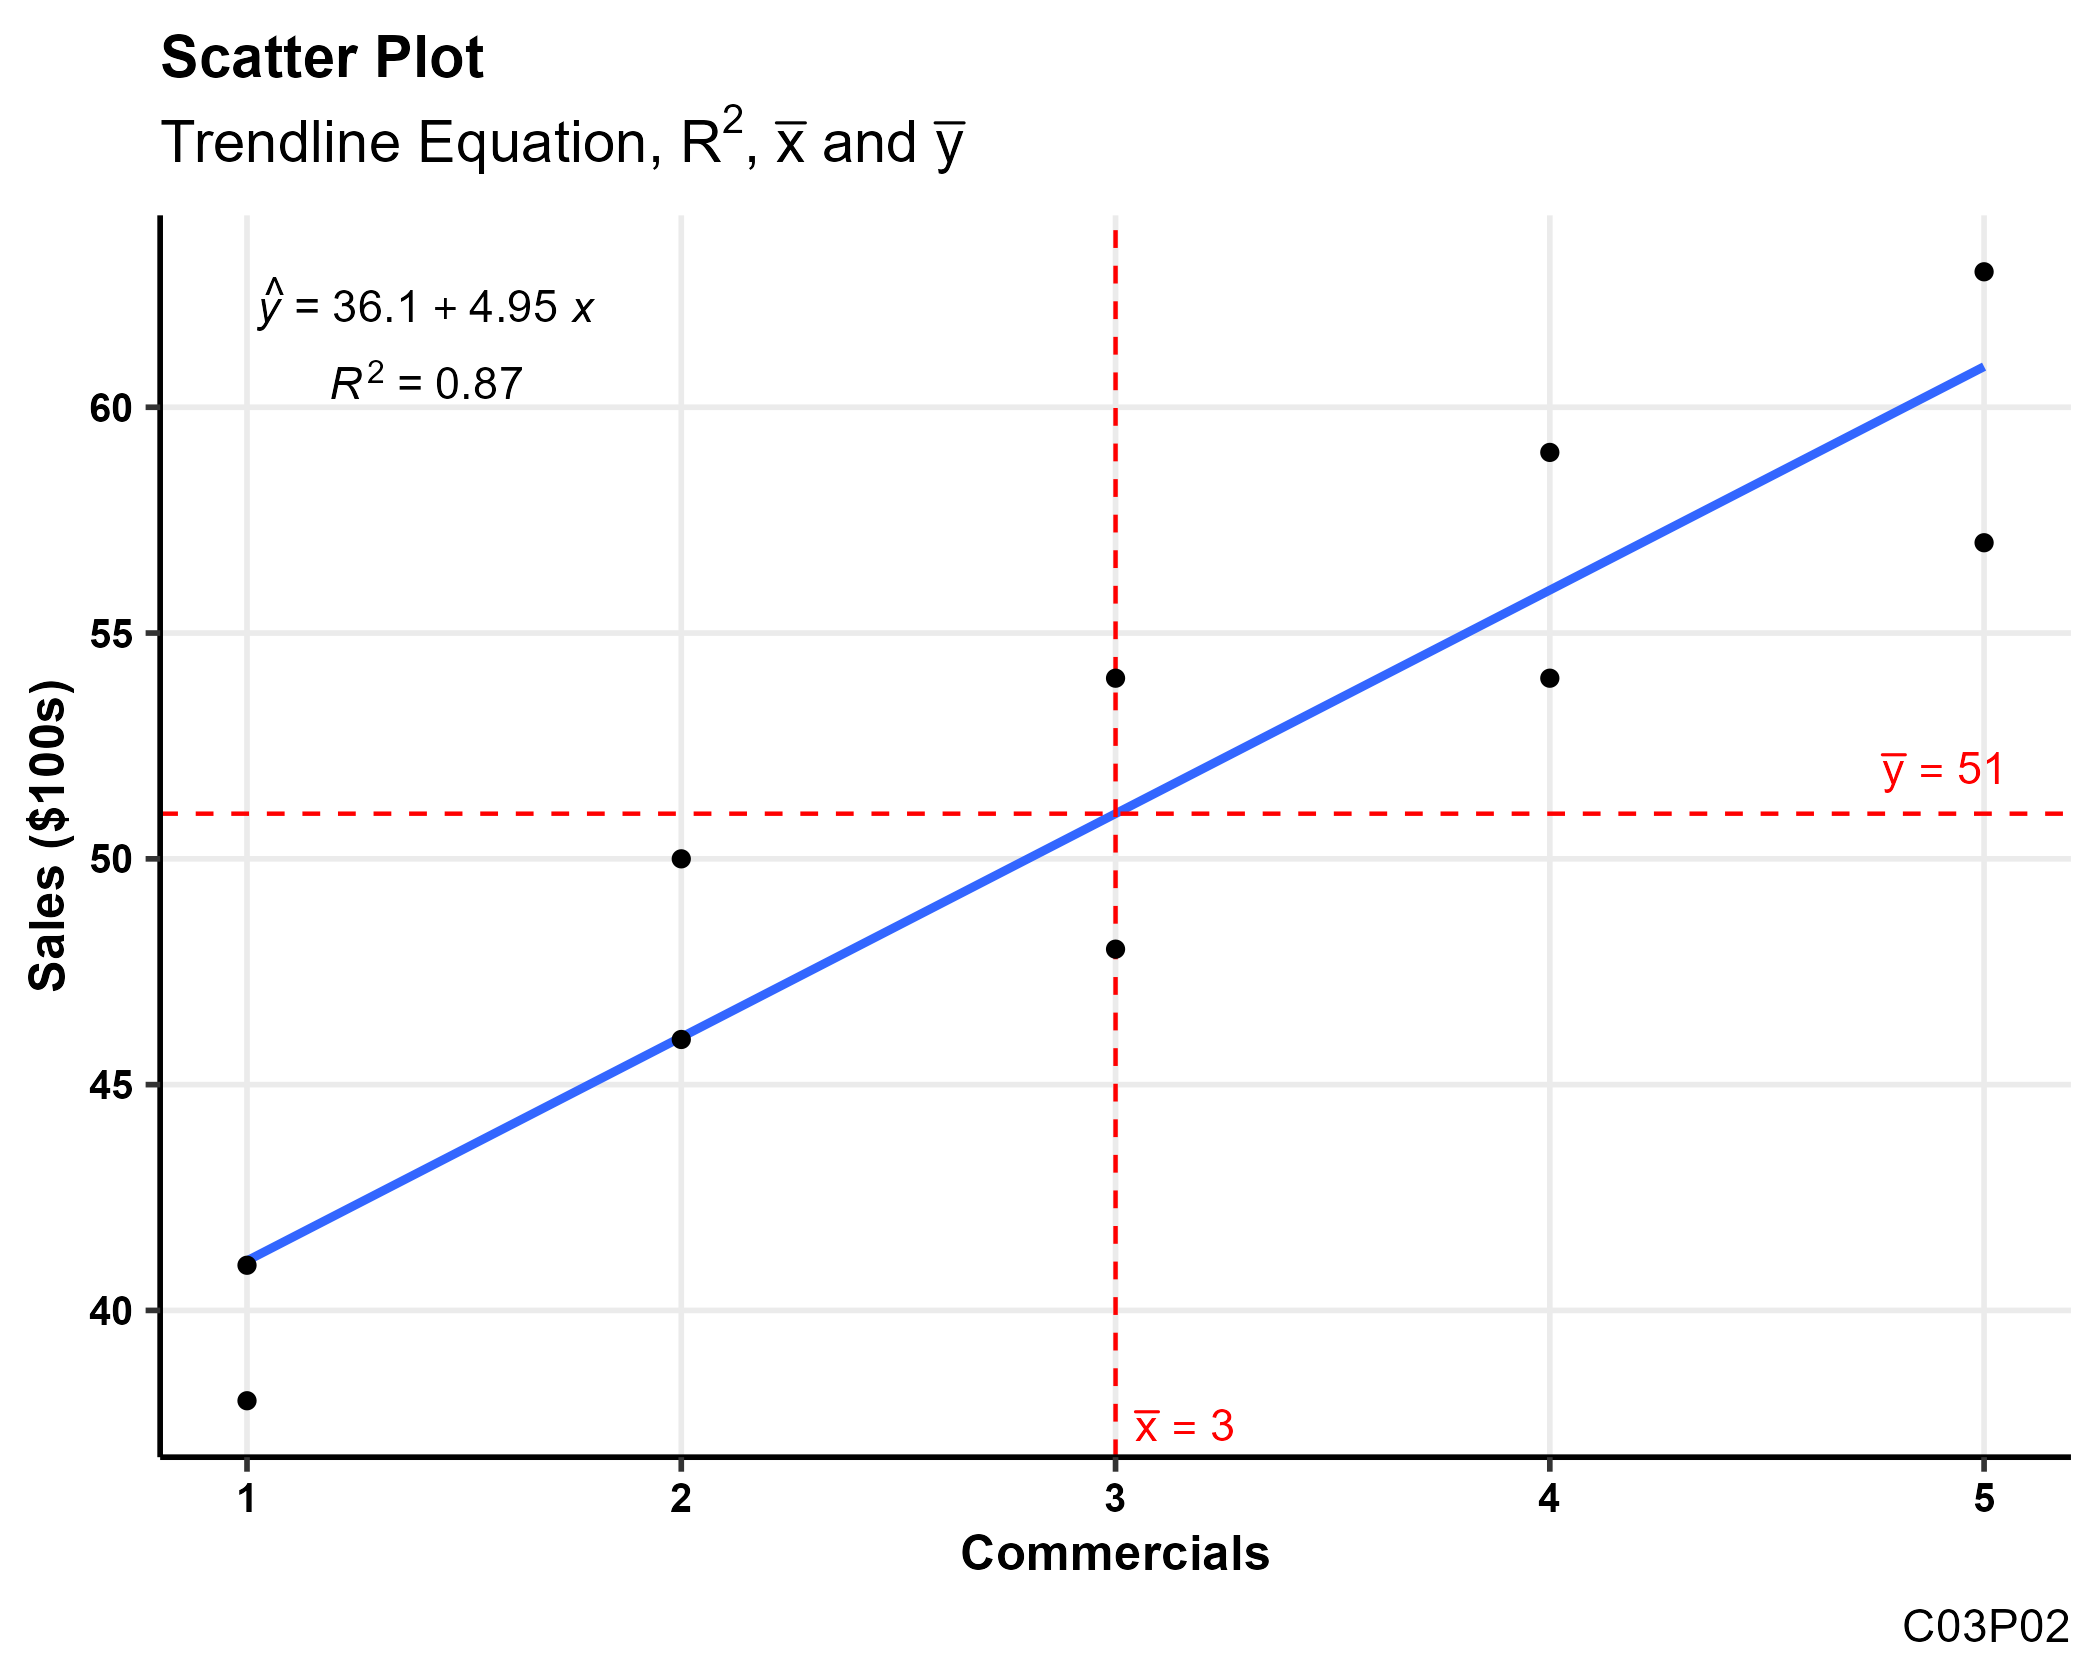 Scatter Plot
Trendline Equation, R², x̅ and y̅
ŷ = 36.1 + 4.95 x
R² = 0.87
60
55
50
45
40
Sales ($100s)
y̅ = 51
x̅ = 3
1 2 3 4 5
Commercials
C03P02